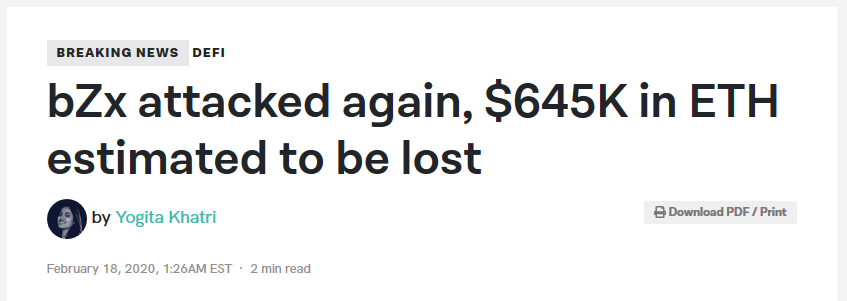 BREAKING NEWS DEFI
bZx attacked again, $645K in ETH
estimated to be lost
by Yogita Khatri
Download PDF / Print
February 18, 2020, 1:26AM EST · 2 min read